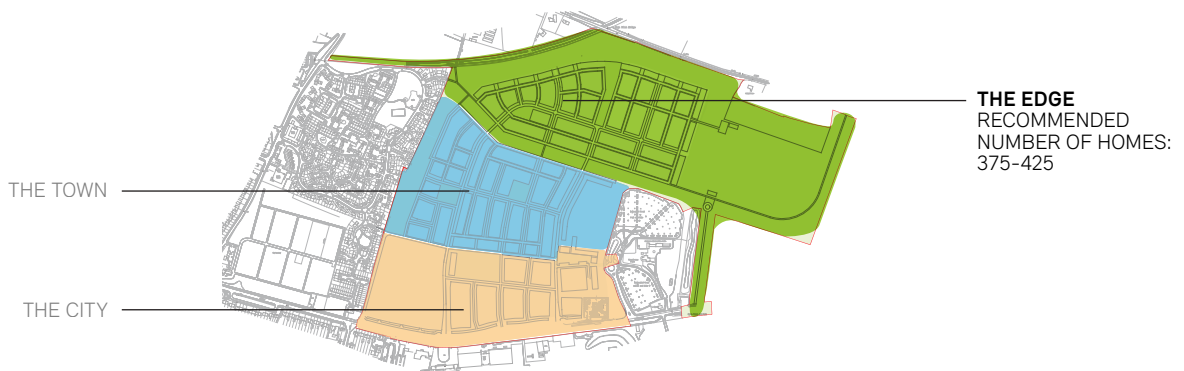 THE EDGE
RECOMMENDED
NUMBER OF HOMES:
375-425
THE TOWN
THE CITY